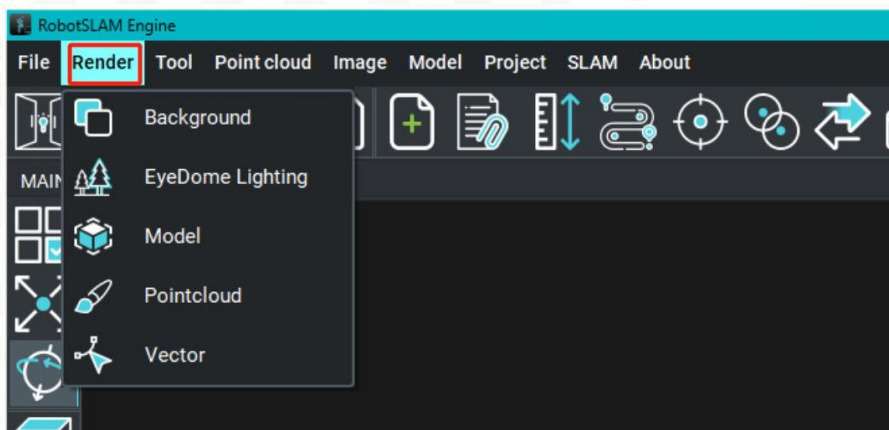 RobotSLAM Engine
File Render Tool Point cloud Image Model Project SLAM About
Background
MAIN
EyeDome Lighting
Model
Pointcloud
Vector